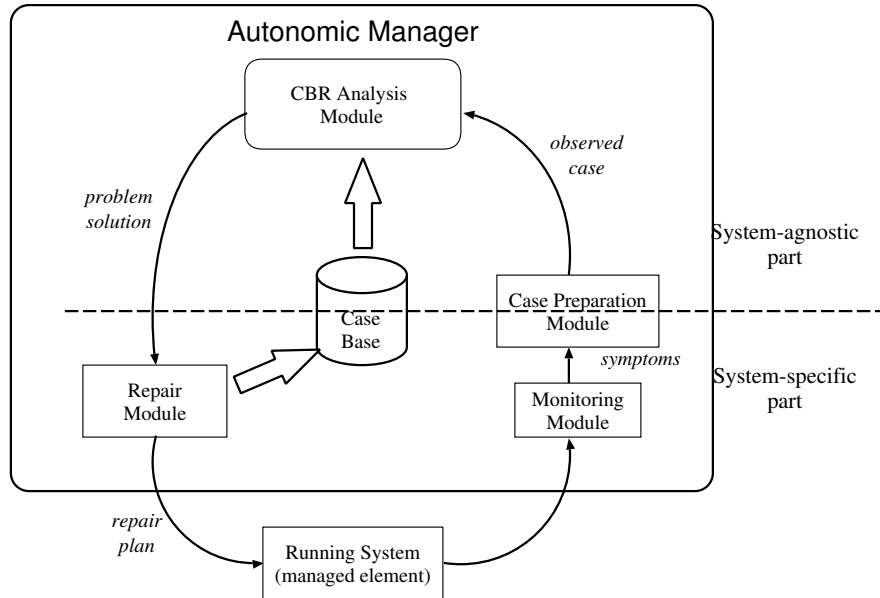 Autonomic Manager
CBR Analysis
Module
observed
case
problem
solution
System-agnostic
part
Case Preparation
Module
Case
Base
symptoms
System-specific
part
Repair
Module
Monitoring
Module
repair
plan
Running System
(managed element)